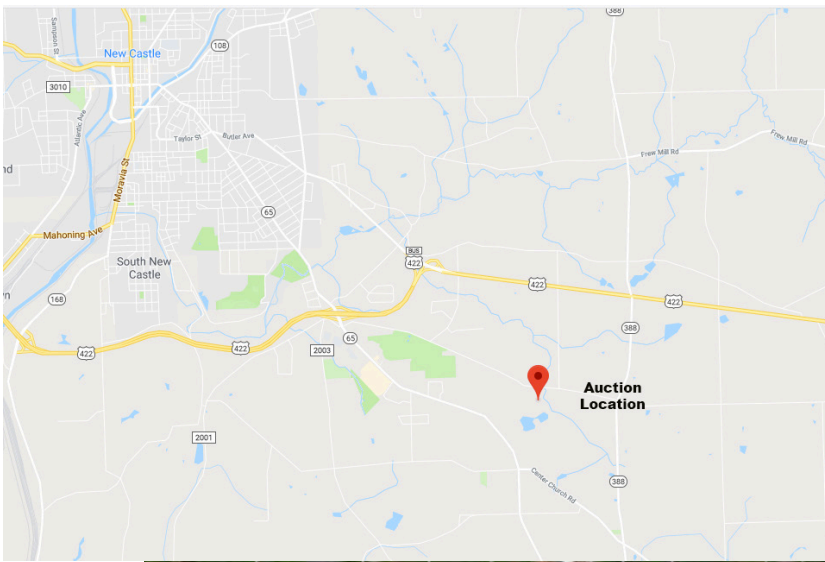 388
Sampson St
108
New Castle
3010
Atlantic Ave
Taylor St
Butler Ave
Frew Mill Rd
Frew Mill Rd
nd
Moravia St
65
Mahoning Ave
BUS
422
South New
Castle
422
wn
168
422
388
65
422
2003
422
Auction
Location
2001
388
Center Church Rd